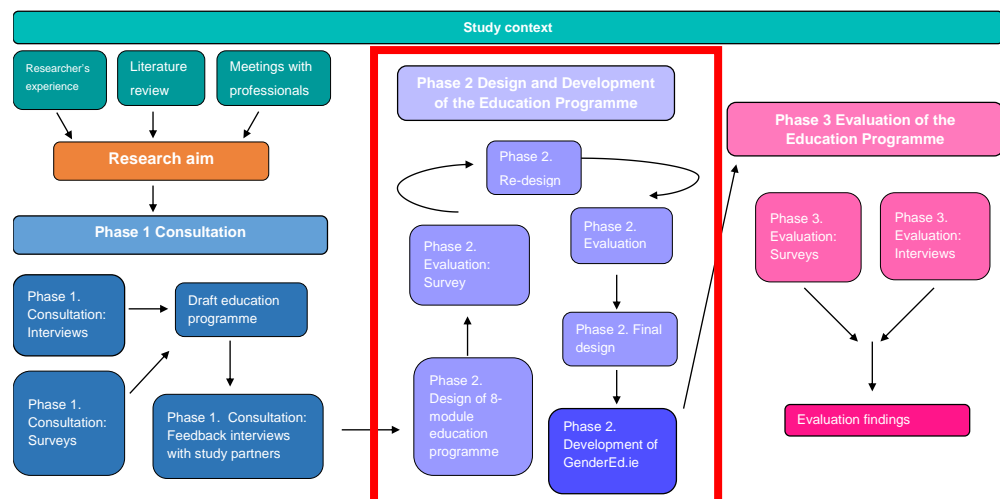 Study context
Researcher's
experience
Literature
review
Meetings with
professionals
Research aim
Phase 1 Consultation
Phase 1.
Consultation:
Interviews
Draft education
programme
Phase 1.
Consultation:
Surveys
Phase 1.  Consultation:
Feedback interviews
with study partners
Phase 2 Design and Development
of the Education Programme
Phase 2.
Re-design
Phase 2.
Evaluation:
Survey
Phase 2.
Evaluation
Phase 2. Final
design
Phase 2.
Design of 8-
module education
programme
Phase 2.
Development of
GenderEd.ie
Phase 3 Evaluation of the
Education Programme
Phase 3.
Evaluation:
Surveys
Phase 3.
Evaluation:
Interviews
Evaluation findings